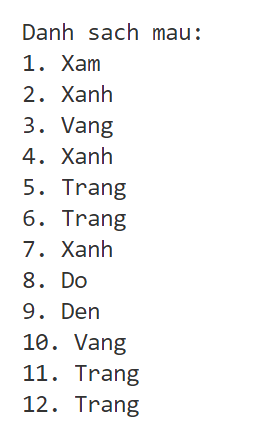 Danh sach mau:
1. Xam
2. Xanh
3. Vang
4. Xanh
5. Trang
6. Trang
7. Xanh
8. Do
9. Den
10. Vang
11. Trang
12. Trang